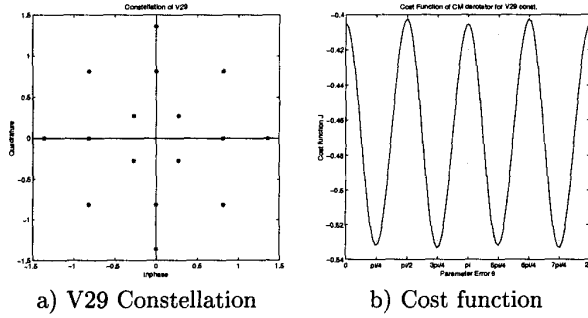 Constellation of V29
1.5
1
0.5
0
-0.5
-1
-1.5
-1.5 -1 -0.5 0 0.5 1 1.5
Quadrature
Inphase
a) V29 Constellation
Cost Function of CM derotator for V29 const.
-0.4
-0.42
-0.44
-0.46
-0.48
-0.5
-0.52
-0.54
0 pi/4 pi/2 3pi/4 pi 5pi/4 6pi/4 7pi/4
Cost function J
Parameter Error θ
b) Cost function